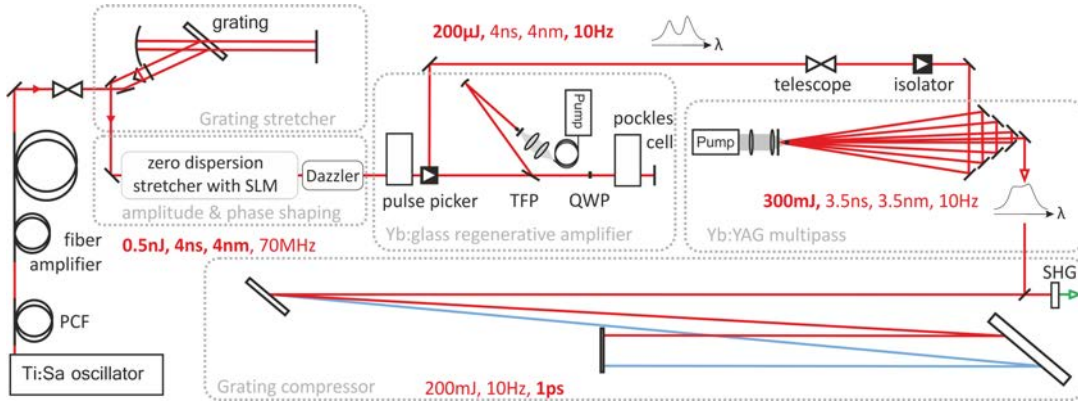 grating
Grating stretcher
zero dispersion
stretcher with SLM
Dazzler
amplitude & phase shaping
0.5nJ, 4ns, 4nm, 70MHz
fiber
amplifier
PCF
Ti:Sa oscillator
200µJ, 4ns, 4nm, 10Hz
λ
telescope
isolator
pulse picker
TFP
QWP
Pump
pockles
cell
Yb:glass regenerative amplifier
Pump
300mJ, 3.5ns, 3.5nm, 10Hz
λ
Yb:YAG multipass
SHG
Grating compressor
200mJ, 10Hz, 1ps